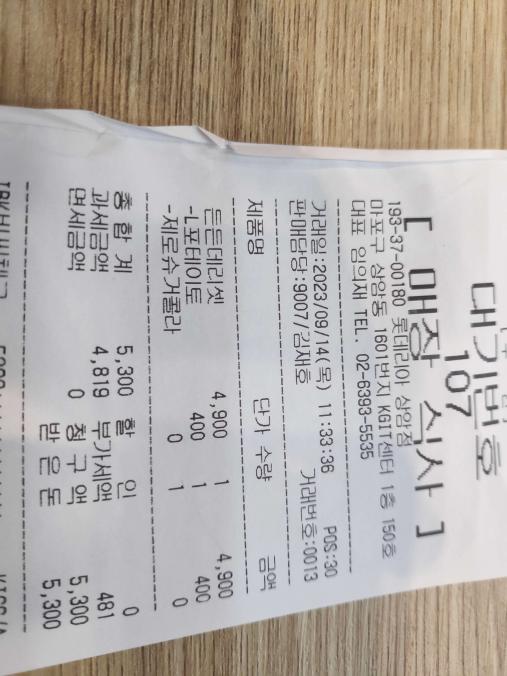 대기번호
107
[ 매장 식사 ]
193-37-00180 롯데리아 상암점
마포구 상암동 1601번지 KGIT센터 1층 150호
대표 임의재 TEL. 02-6393-5535
거래일:2023/09/14(목) 11:33:36 POS:30
판매담당:9007/김재호 거래번호:0013
제품명 단가 수량 금액
든든데리젯 4,900 1 4,900
-L포테이토 400 1 400
-제로슈거콜라 0 1 0
총 합 계 5,300 할 인 0
과세금액 4,819 부가세액 481
면세금액 0 청 구 액 5,300
받 은 돈 5,300